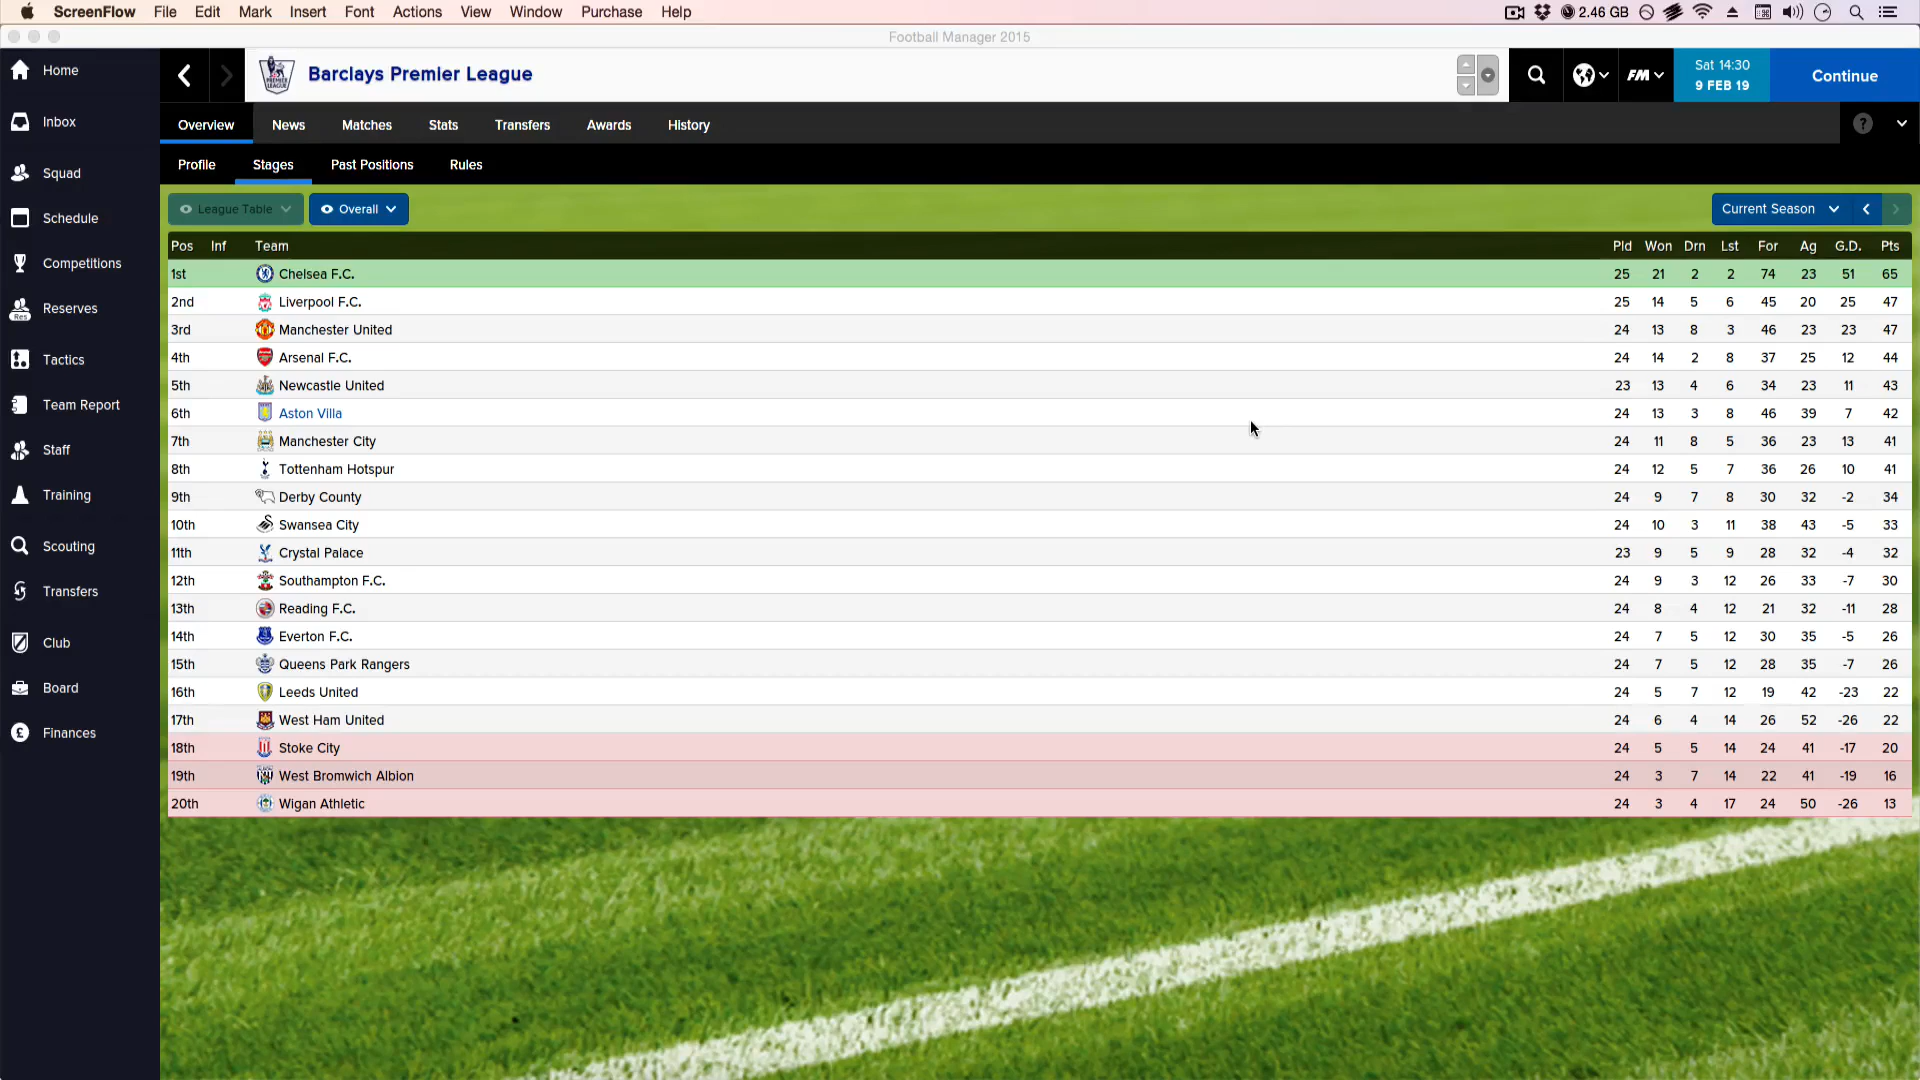 ScreenFlow File Edit Mark Insert Font Actions View Window Purchase Help 2.46 GB
Football Manager 2015
Home
Inbox
Squad
Schedule
Competitions
Reserves
Res
Tactics
Team Report
Staff
Training
Scouting
Transfers
Club
Board
Finances
Barclays Premier League
FM
Sat 14:30
9 FEB 19
Continue
Overview News Matches Stats Transfers Awards History ?
Profile Stages Past Positions Rules
League Table Overall Current Season
Pos Inf Team Pld Won Drn Lst For Ag G.D. Pts
1st Chelsea F.C. 25 21 2 2 74 23 51 65
2nd Liverpool F.C. 25 14 5 6 45 20 25 47
3rd Manchester United 24 13 8 3 46 23 23 47
4th Arsenal F.C. 24 14 2 8 37 25 12 44
5th Newcastle United 23 13 4 6 34 23 11 43
6th Aston Villa 24 13 3 8 46 39 7 42
7th Manchester City 24 11 8 5 36 23 13 41
8th Tottenham Hotspur 24 12 5 7 36 26 10 41
9th Derby County 24 9 7 8 30 32 -2 34
10th Swansea City 24 10 3 11 38 43 -5 33
11th Crystal Palace 23 9 5 9 28 32 -4 32
12th Southampton F.C. 24 9 3 12 26 33 -7 30
13th Reading F.C. 24 8 4 12 21 32 -11 28
14th Everton F.C. 24 7 5 12 30 35 -5 26
15th Queens Park Rangers 24 7 5 12 28 35 -7 26
16th Leeds United 24 5 7 12 19 42 -23 22
17th West Ham United 24 6 4 14 26 52 -26 22
18th Stoke City 24 5 5 14 24 41 -17 20
19th West Bromwich Albion 24 3 7 14 22 41 -19 16
20th Wigan Athletic 24 3 4 17 24 50 -26 13